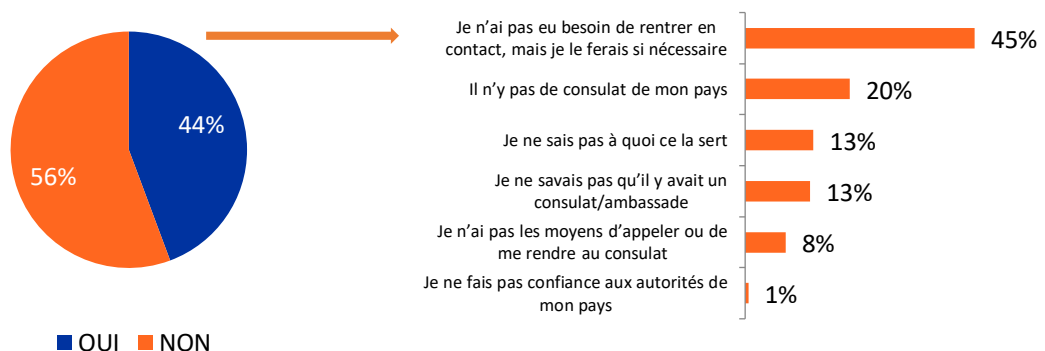 44%
56%
OUI NON
Je n’ai pas eu besoin de rentrer en
contact, mais je le ferais si nécessaire
45%
Il n’y pas de consulat de mon pays
20%
Je ne sais pas à quoi ce la sert
13%
Je ne savais pas qu’il y avait un
consulat/ambassade
13%
Je n’ai pas les moyens d’appeler ou de
me rendre au consulat
8%
Je ne fais pas confiance aux autorités de
mon pays
1%